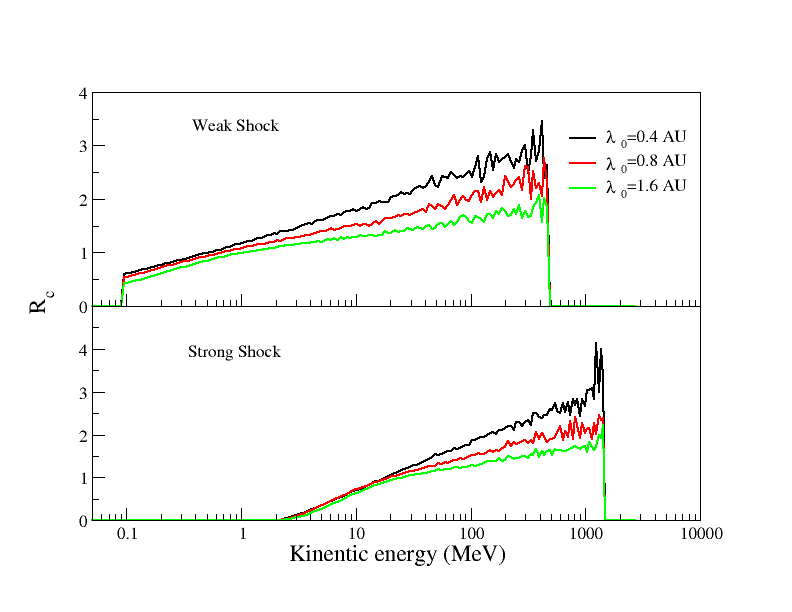 4
Weak Shock
λ 0=0.4 AU
3
λ 0=0.8 AU
λ 0=1.6 AU
2
1
0
Rc
4
Strong Shock
3
2
1
0
0.1 1 10 100 1000 10000
Kinentic energy (MeV)